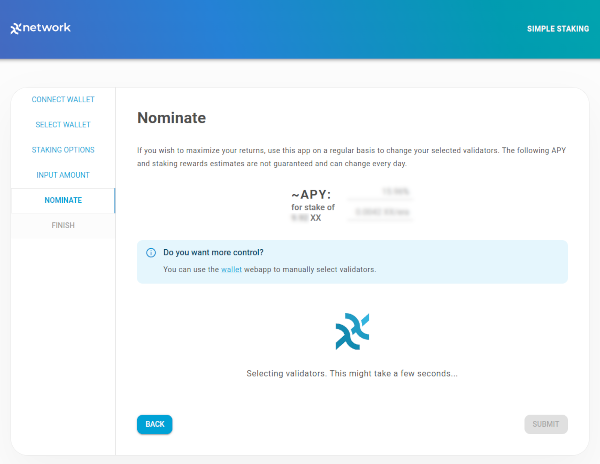 network
SIMPLE STAKING
CONNECT WALLET
SELECT WALLET
STAKING OPTIONS
INPUT AMOUNT
NOMINATE
FINISH
Nominate
If you wish to maximize your returns, use this app on a regular basis to change your selected validators. The following APY
and staking rewards estimates are not guaranteed and can change every day.
~APY:
for stake of
XX
Do you want more control?
You can use the wallet webapp to manually select validators.
Selecting validators. This might take a few seconds...
BACK
SUBMIT